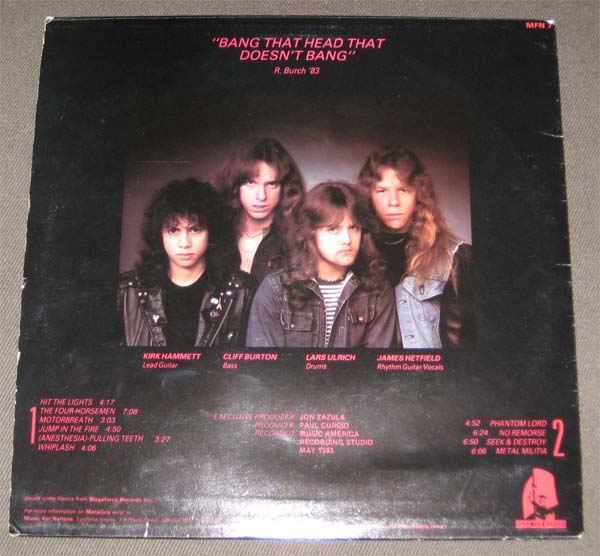 MFN 7
"BANG THAT HEAD THAT
DOESN'T BANG"
R. Burch '83
KIRK HAMMETT
Lead Guitar
CLIFF BURTON
Bass
LARS ULRICH
Drums
JAMES HETFIELD
Rhythm Guitar/Vocals
1
HIT THE LIGHTS 4:17
THE FOUR HORSEMEN 7:08
MOTORBREATH 3:03
JUMP IN THE FIRE 4:50
(ANESTHESIA)-PULLING TEETH 3:27
WHIPLASH 4:06
EXECUTIVE PRODUCER JON ZAZULA
PRODUCER PAUL CURCIO
RECORDED MUSIC AMERICA
RECORDING STUDIO
MAY 1983
4:52 PHANTOM LORD
6:24 NO REMORSE
6:50 SEEK & DESTROY
6:06 METAL MILITIA
2
Issued under licence from Megaforce Records Inc.
For more information on Metallica write to
Music For Nations,